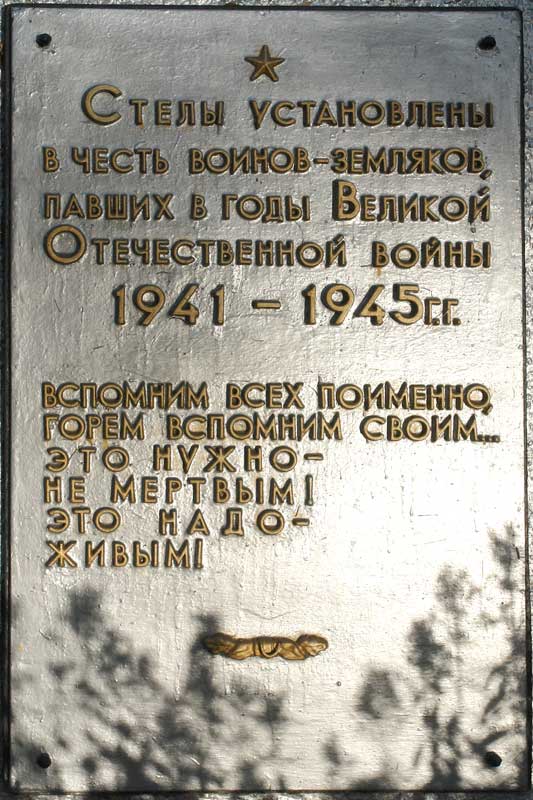 Стелы установлены
в честь воинов-земляков,
павших в годы Великой
Отечественной войны
1941 - 1945г.г.
вспомним всех поименно,
горем вспомним своим...
это нужно-
не мертвым!
это надо-
живым!